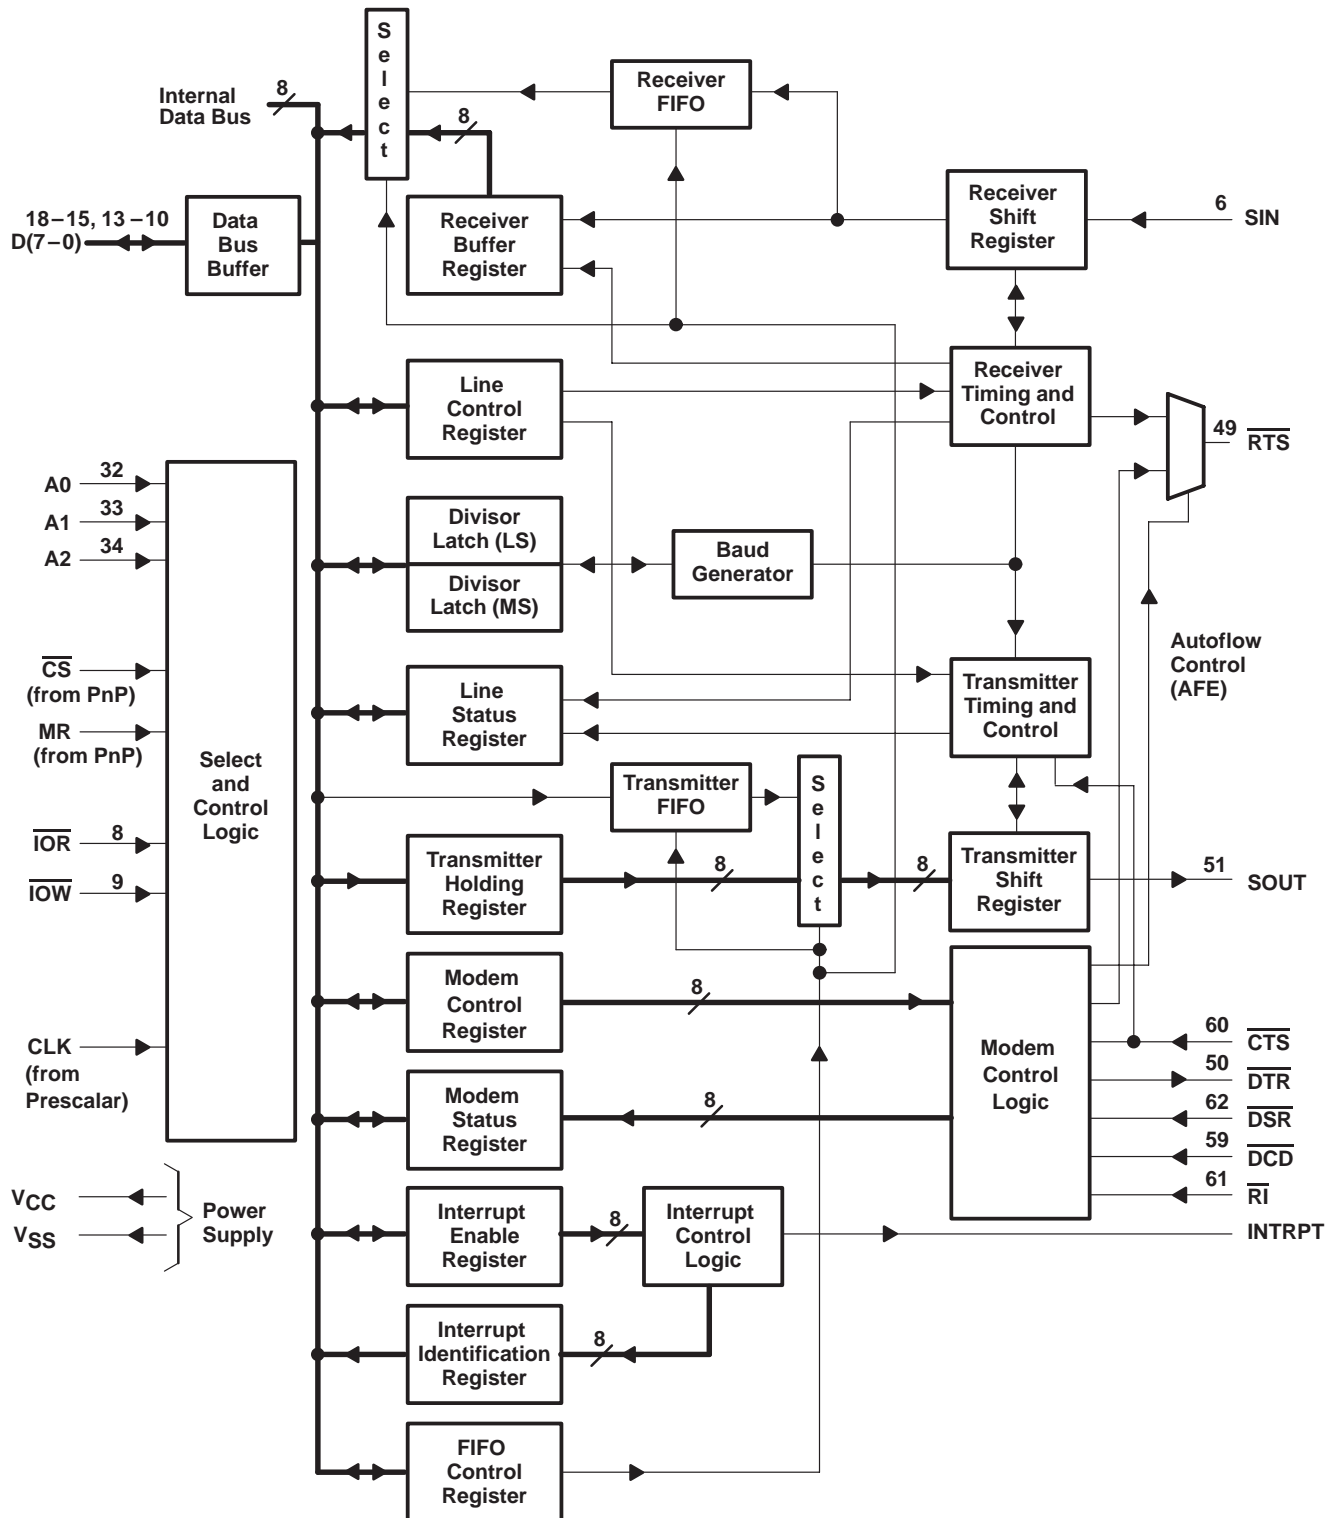 S
e
l
e
c
t
Receiver
FIFO
8
Internal
Data Bus
8
18–15, 13–10
D(7–0)
Data
Bus
Buffer
Receiver
Buffer
Register
Receiver
Shift
Register
6
SIN
Line
Control
Register
Receiver
Timing and
Control
49
RTS
A0
32
A1
33
A2
34
Divisor
Latch (LS)
Divisor
Latch (MS)
Baud
Generator
Autoflow
Control
(AFE)
CS
(from PnP)
MR
(from PnP)
IOR
8
IOW
9
CLK
(from
Prescalar)
Select
and
Control
Logic
Line
Status
Register
Transmitter
Timing and
Control
Transmitter
FIFO
S
e
l
e
c
t
Transmitter
Holding
Register
8
8
Transmitter
Shift
Register
51
SOUT
Modem
Control
Register
8
Modem
Control
Logic
60
CTS
50
DTR
62
DSR
59
DCD
61
RI
Modem
Status
Register
8
VCC
VSS
Power
Supply
Interrupt
Enable
Register
8
Interrupt
Control
Logic
INTRPT
Interrupt
Identification
Register
8
FIFO
Control
Register